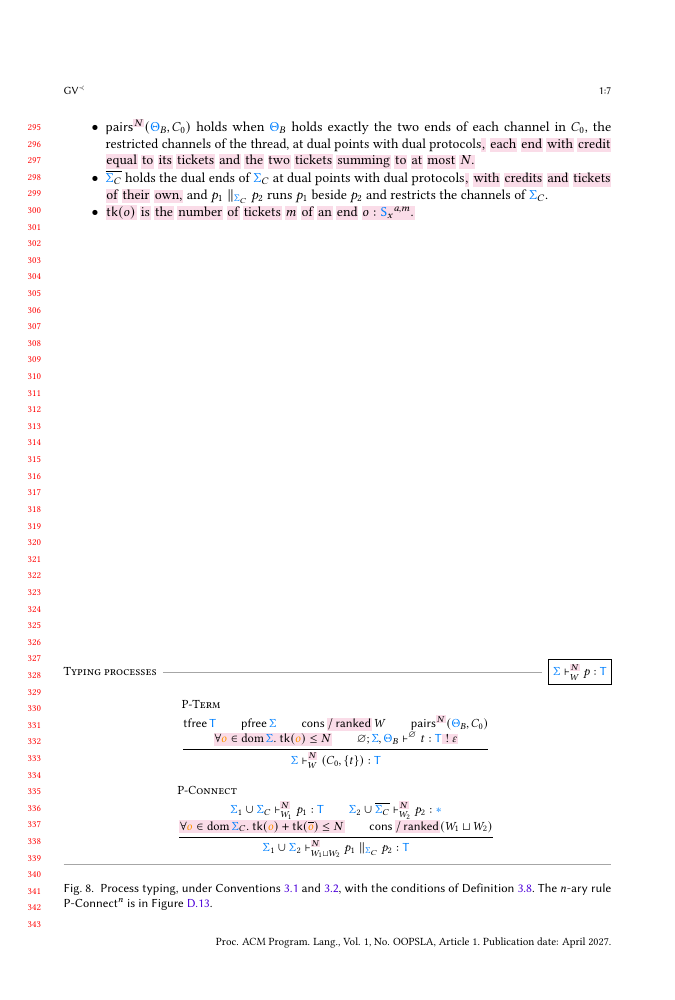 GV≺ 1:7
295 • pairs^N(Θ_B, C_0) holds when Θ_B holds exactly the two ends of each channel in C_0, the
296 restricted channels of the thread, at dual points with dual protocols, each end with credit
297 equal to its tickets and the two tickets summing to at most N.
298 • \overline{Σ_C} holds the dual ends of Σ_C at dual points with dual protocols, with credits and tickets
299 of their own, and p_1 ∥_{Σ_C} p_2 runs p_1 beside p_2 and restricts the channels of Σ_C.
300 • tk(o) is the number of tickets m of an end o : S_x^{a,m}.
301
302
303
304
305
306
307
308
309
310
311
312
313
314
315
316
317
318
319
320
321
322
323
324
325
326
327
328 Typing processes Σ ⊢^N_W p : T
329
330 P-Term
331 tfree T pfree Σ cons / ranked W pairs^N(Θ_B, C_0)
332 ∀o ∈ dom Σ. tk(o) ≤ N ∅; Σ, Θ_B ⊢^∅ t : T ! ε
333 Σ ⊢^N_W (C_0, {t}) : T
334
335 P-Connect
336 Σ_1 ∪ Σ_C ⊢^N_{W_1} p_1 : T Σ_2 ∪ \overline{Σ_C} ⊢^N_{W_2} p_2 : *
337 ∀o ∈ dom Σ_C. tk(o) + tk(\overline{o}) ≤ N cons / ranked (W_1 ⊔ W_2)
338 Σ_1 ∪ Σ_2 ⊢^N_{W_1⊔W_2} p_1 ∥_{Σ_C} p_2 : T
339
340
341 Fig. 8. Process typing, under Conventions 3.1 and 3.2, with the conditions of Definition 3.8. The n-ary rule
342 P-Connect^n is in Figure D.13.
343
Proc. ACM Program. Lang., Vol. 1, No. OOPSLA, Article 1. Publication date: April 2027.